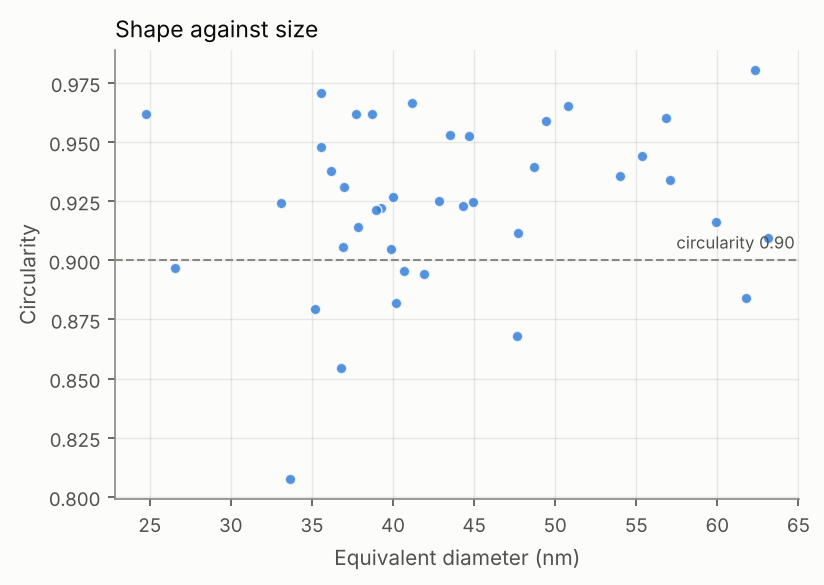 Shape against size
Circularity
0.975
0.950
0.925
0.900
0.875
0.850
0.825
0.800
circularity 0.90
25 30 35 40 45 50 55 60 65
Equivalent diameter (nm)